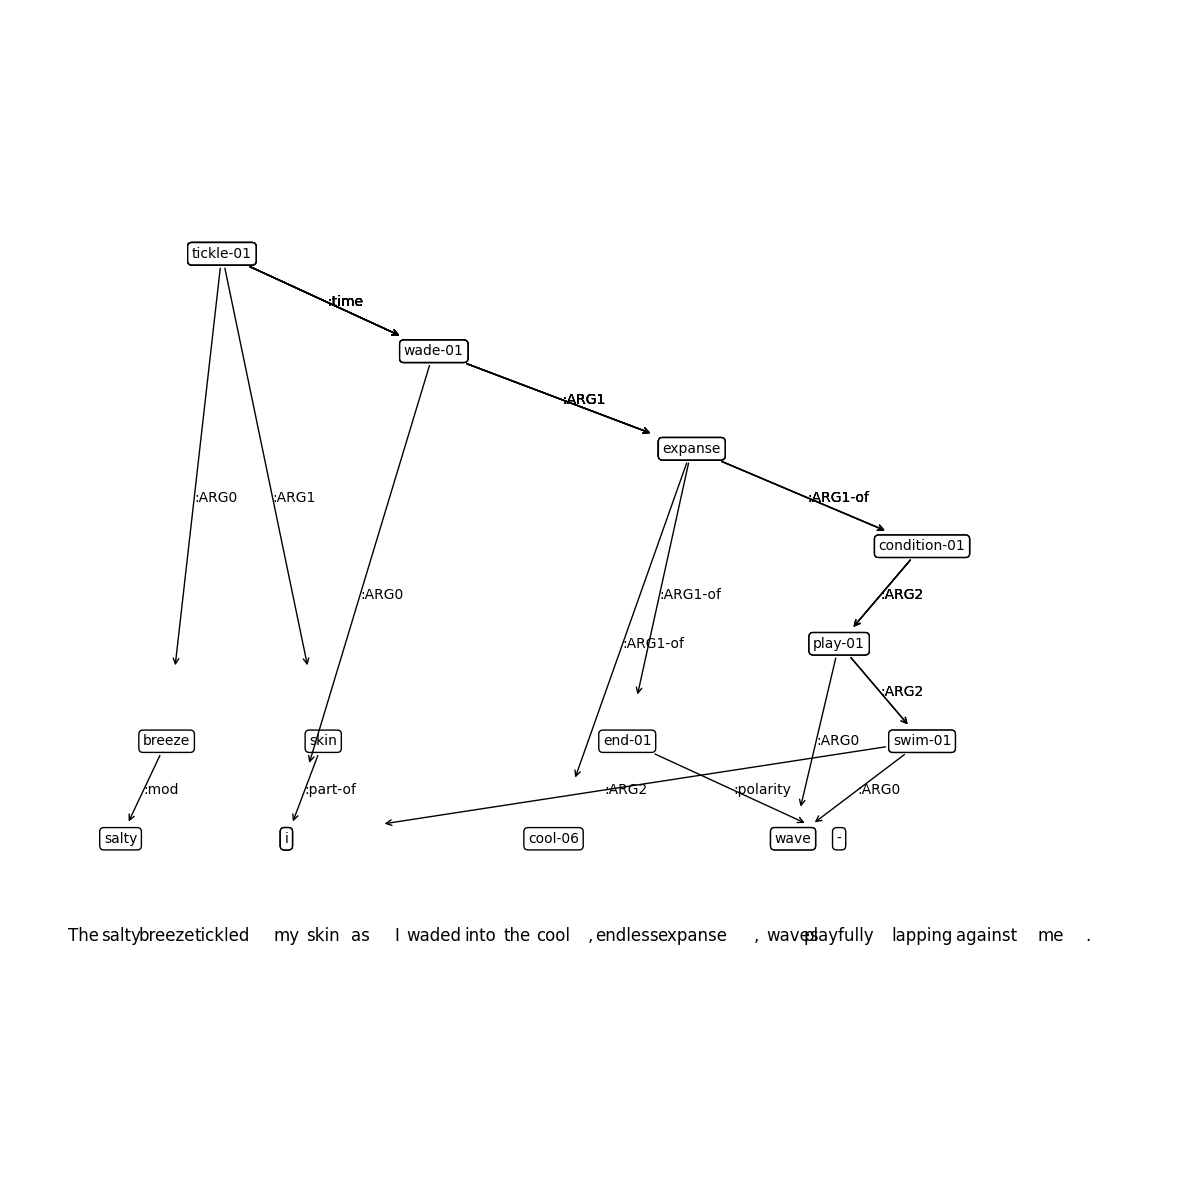 tickle-01
:time
wade-01
:ARG1
expanse
:ARG0 :ARG1 :ARG1-of
condition-01
:ARG0 :ARG1-of :ARG2
:ARG1-of play-01
:ARG2
breeze skin end-01 :ARG0 swim-01
:mod :part-of :ARG2 :polarity :ARG0
salty i cool-06 wave -
The salty breeze tickled my skin as I waded into the cool , endless expanse , waves playfully lapping against me .